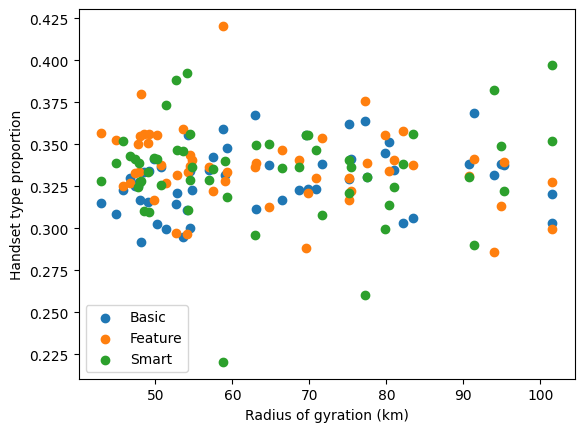 0.425
0.400
0.375
0.350
0.325
0.300
0.275
0.250
0.225
Handset type proportion
Basic
Feature
Smart
50 60 70 80 90 100
Radius of gyration (km)